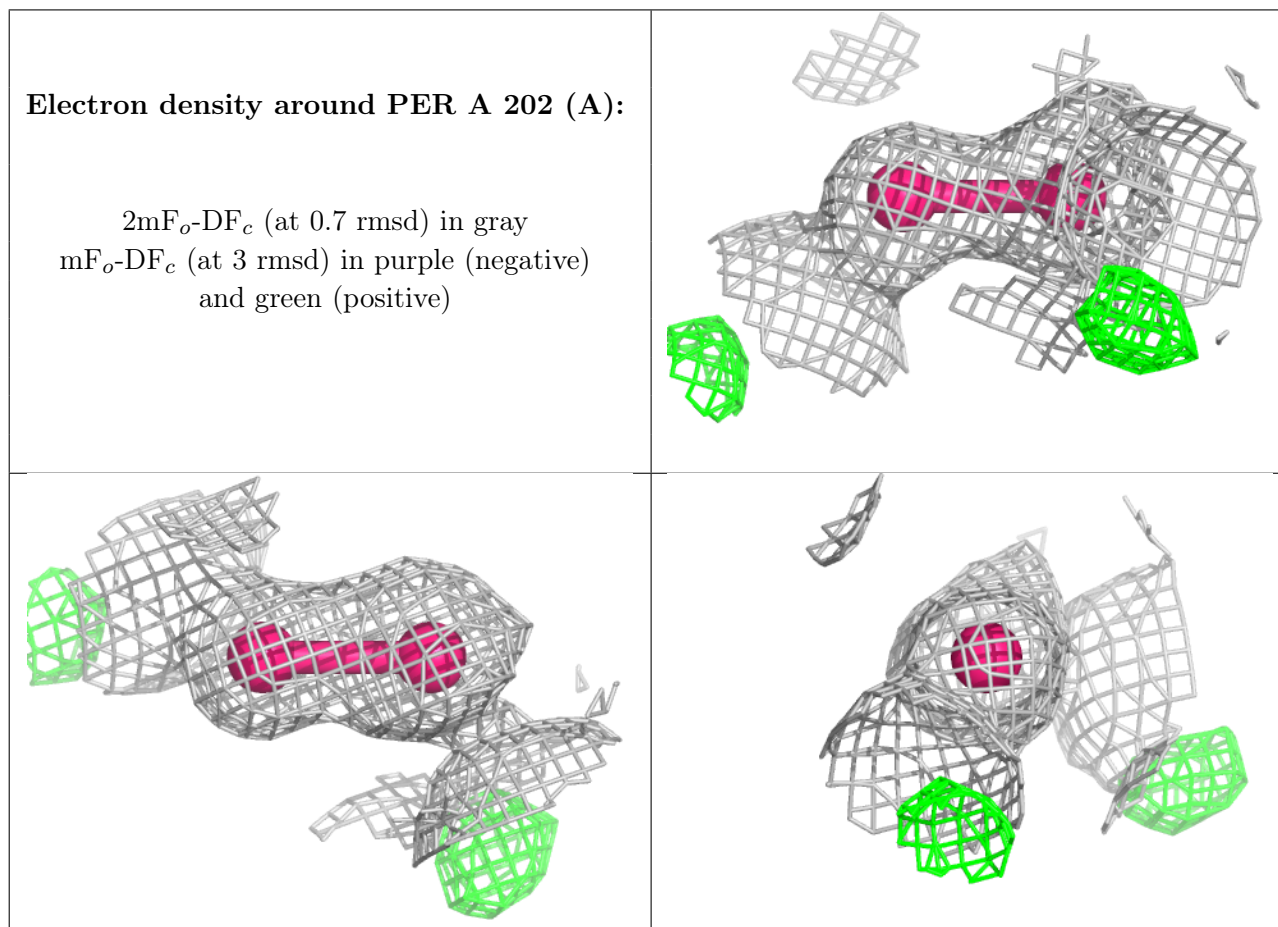 Electron density around PER A 202 (A):
2mFₒ-DF𝒸 (at 0.7 rmsd) in gray
mFₒ-DF𝒸 (at 3 rmsd) in purple (negative)
and green (positive)